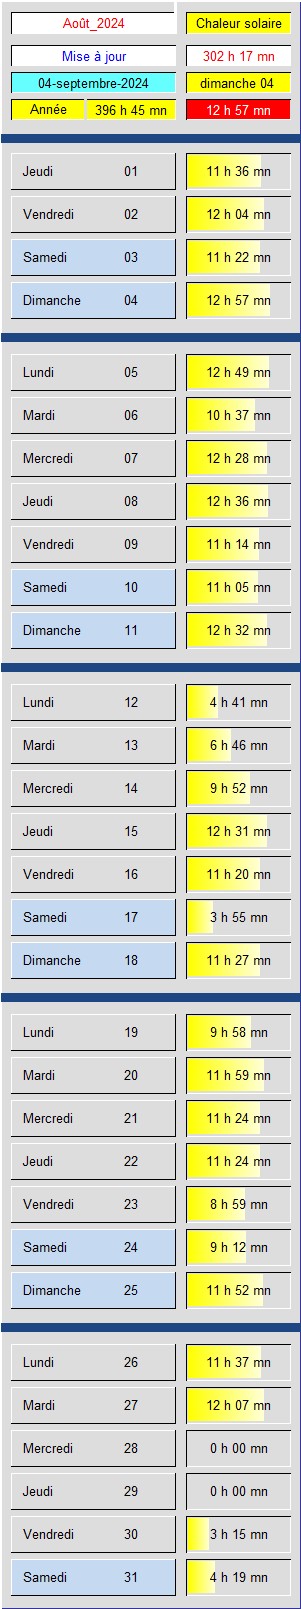 Août_2024 Chaleur solaire
Mise à jour 302 h 17 mn
04-septembre-2024 dimanche 04
Année 396 h 45 mn 12 h 57 mn
Jeudi 01 11 h 36 mn
Vendredi 02 12 h 04 mn
Samedi 03 11 h 22 mn
Dimanche 04 12 h 57 mn
Lundi 05 12 h 49 mn
Mardi 06 10 h 37 mn
Mercredi 07 12 h 28 mn
Jeudi 08 12 h 36 mn
Vendredi 09 11 h 14 mn
Samedi 10 11 h 05 mn
Dimanche 11 12 h 32 mn
Lundi 12 4 h 41 mn
Mardi 13 6 h 46 mn
Mercredi 14 9 h 52 mn
Jeudi 15 12 h 31 mn
Vendredi 16 11 h 20 mn
Samedi 17 3 h 55 mn
Dimanche 18 11 h 27 mn
Lundi 19 9 h 58 mn
Mardi 20 11 h 59 mn
Mercredi 21 11 h 24 mn
Jeudi 22 11 h 24 mn
Vendredi 23 8 h 59 mn
Samedi 24 9 h 12 mn
Dimanche 25 11 h 52 mn
Lundi 26 11 h 37 mn
Mardi 27 12 h 07 mn
Mercredi 28 0 h 00 mn
Jeudi 29 0 h 00 mn
Vendredi 30 3 h 15 mn
Samedi 31 4 h 19 mn